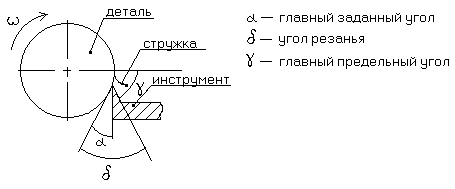 деталь
ω
стружка
γ
инструмент
α
δ
α — главный заданный угол
δ — угол резанья
γ — главный предельный угол